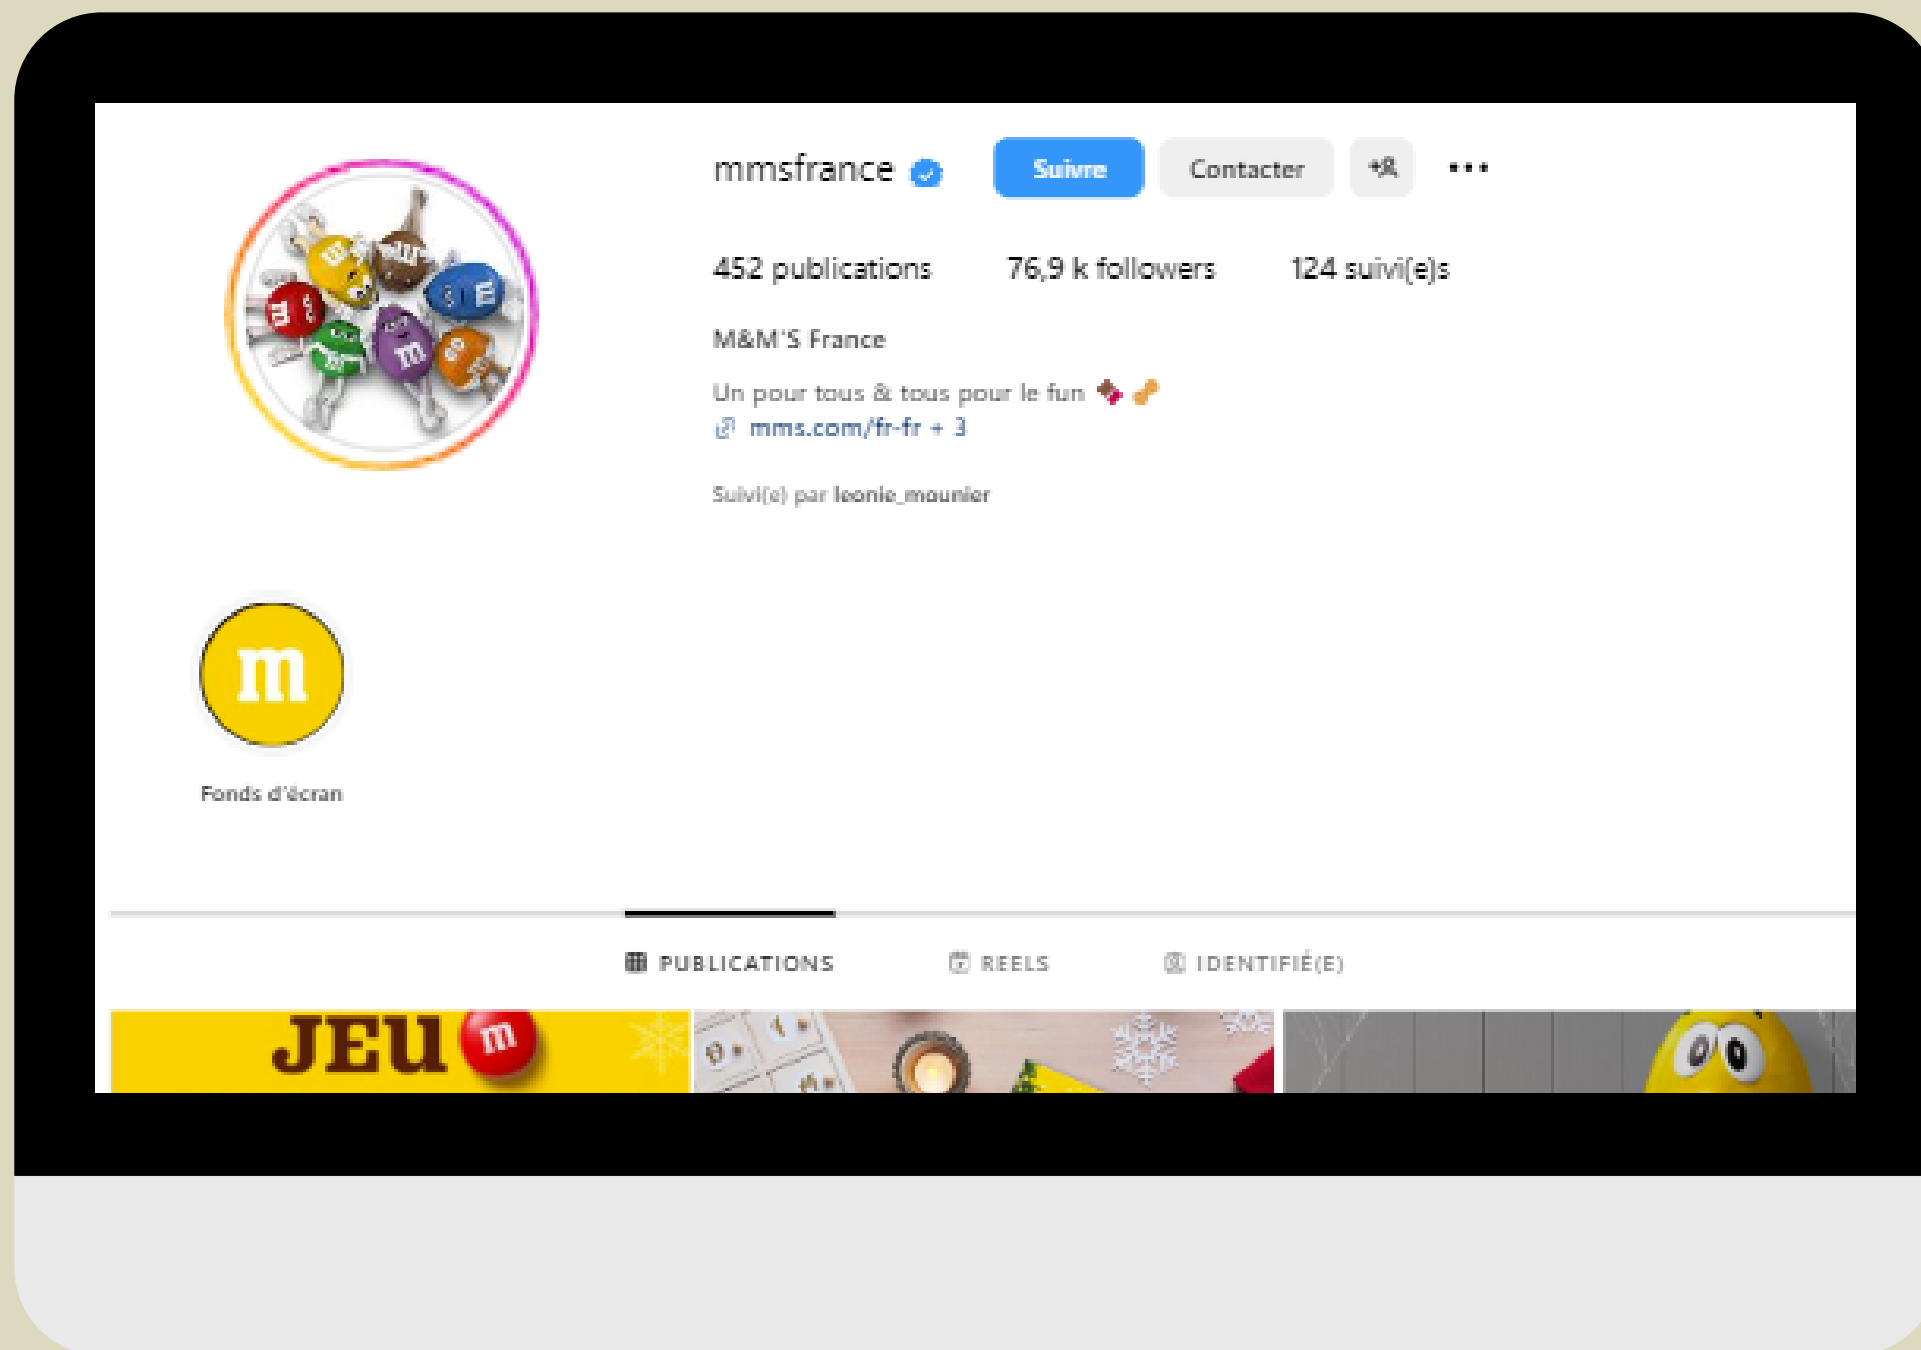 mmsfrance Suivre Contacter
452 publications 76,9 k followers 124 suivi(e)s
M&M'S France
Un pour tous & tous pour le fun
mms.com/fr-fr + 3
Suivi(e) par leonie_mounier
m
Fonds d'écran
PUBLICATIONS REELS IDENTIFIÉ(E)
JEU m